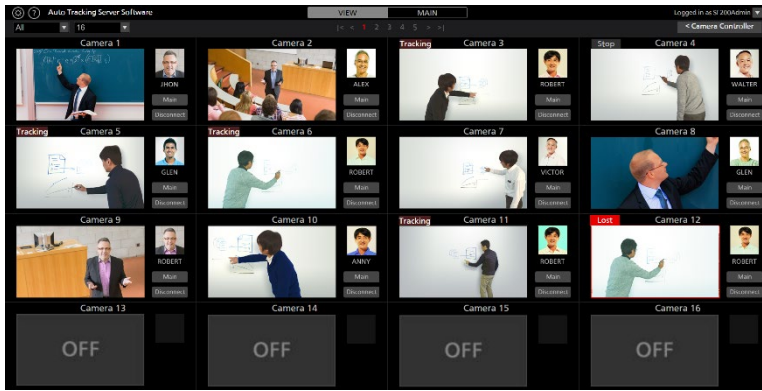 Auto Tracking Server Software
VIEW
MAIN
Logged in as SI200Admin
All
16
|< < 1 2 3 4 5 > >|
< Camera Controller
Camera 1
Camera 2
Tracking
Camera 3
Stop
Camera 4
JHON
ALEX
ROBERT
WALTER
Main
Main
Main
Main
Disconnect
Disconnect
Disconnect
Disconnect
Tracking
Camera 5
Tracking
Camera 6
Camera 7
Camera 8
GLEN
ROBERT
VICTOR
GLEN
Main
Main
Main
Main
Disconnect
Disconnect
Disconnect
Disconnect
Camera 9
Camera 10
Tracking
Camera 11
Lost
Camera 12
ROBERT
ANNY
ROBERT
ROBERT
Main
Main
Main
Main
Disconnect
Disconnect
Disconnect
Disconnect
Camera 13
Camera 14
Camera 15
Camera 16
OFF
OFF
OFF
OFF